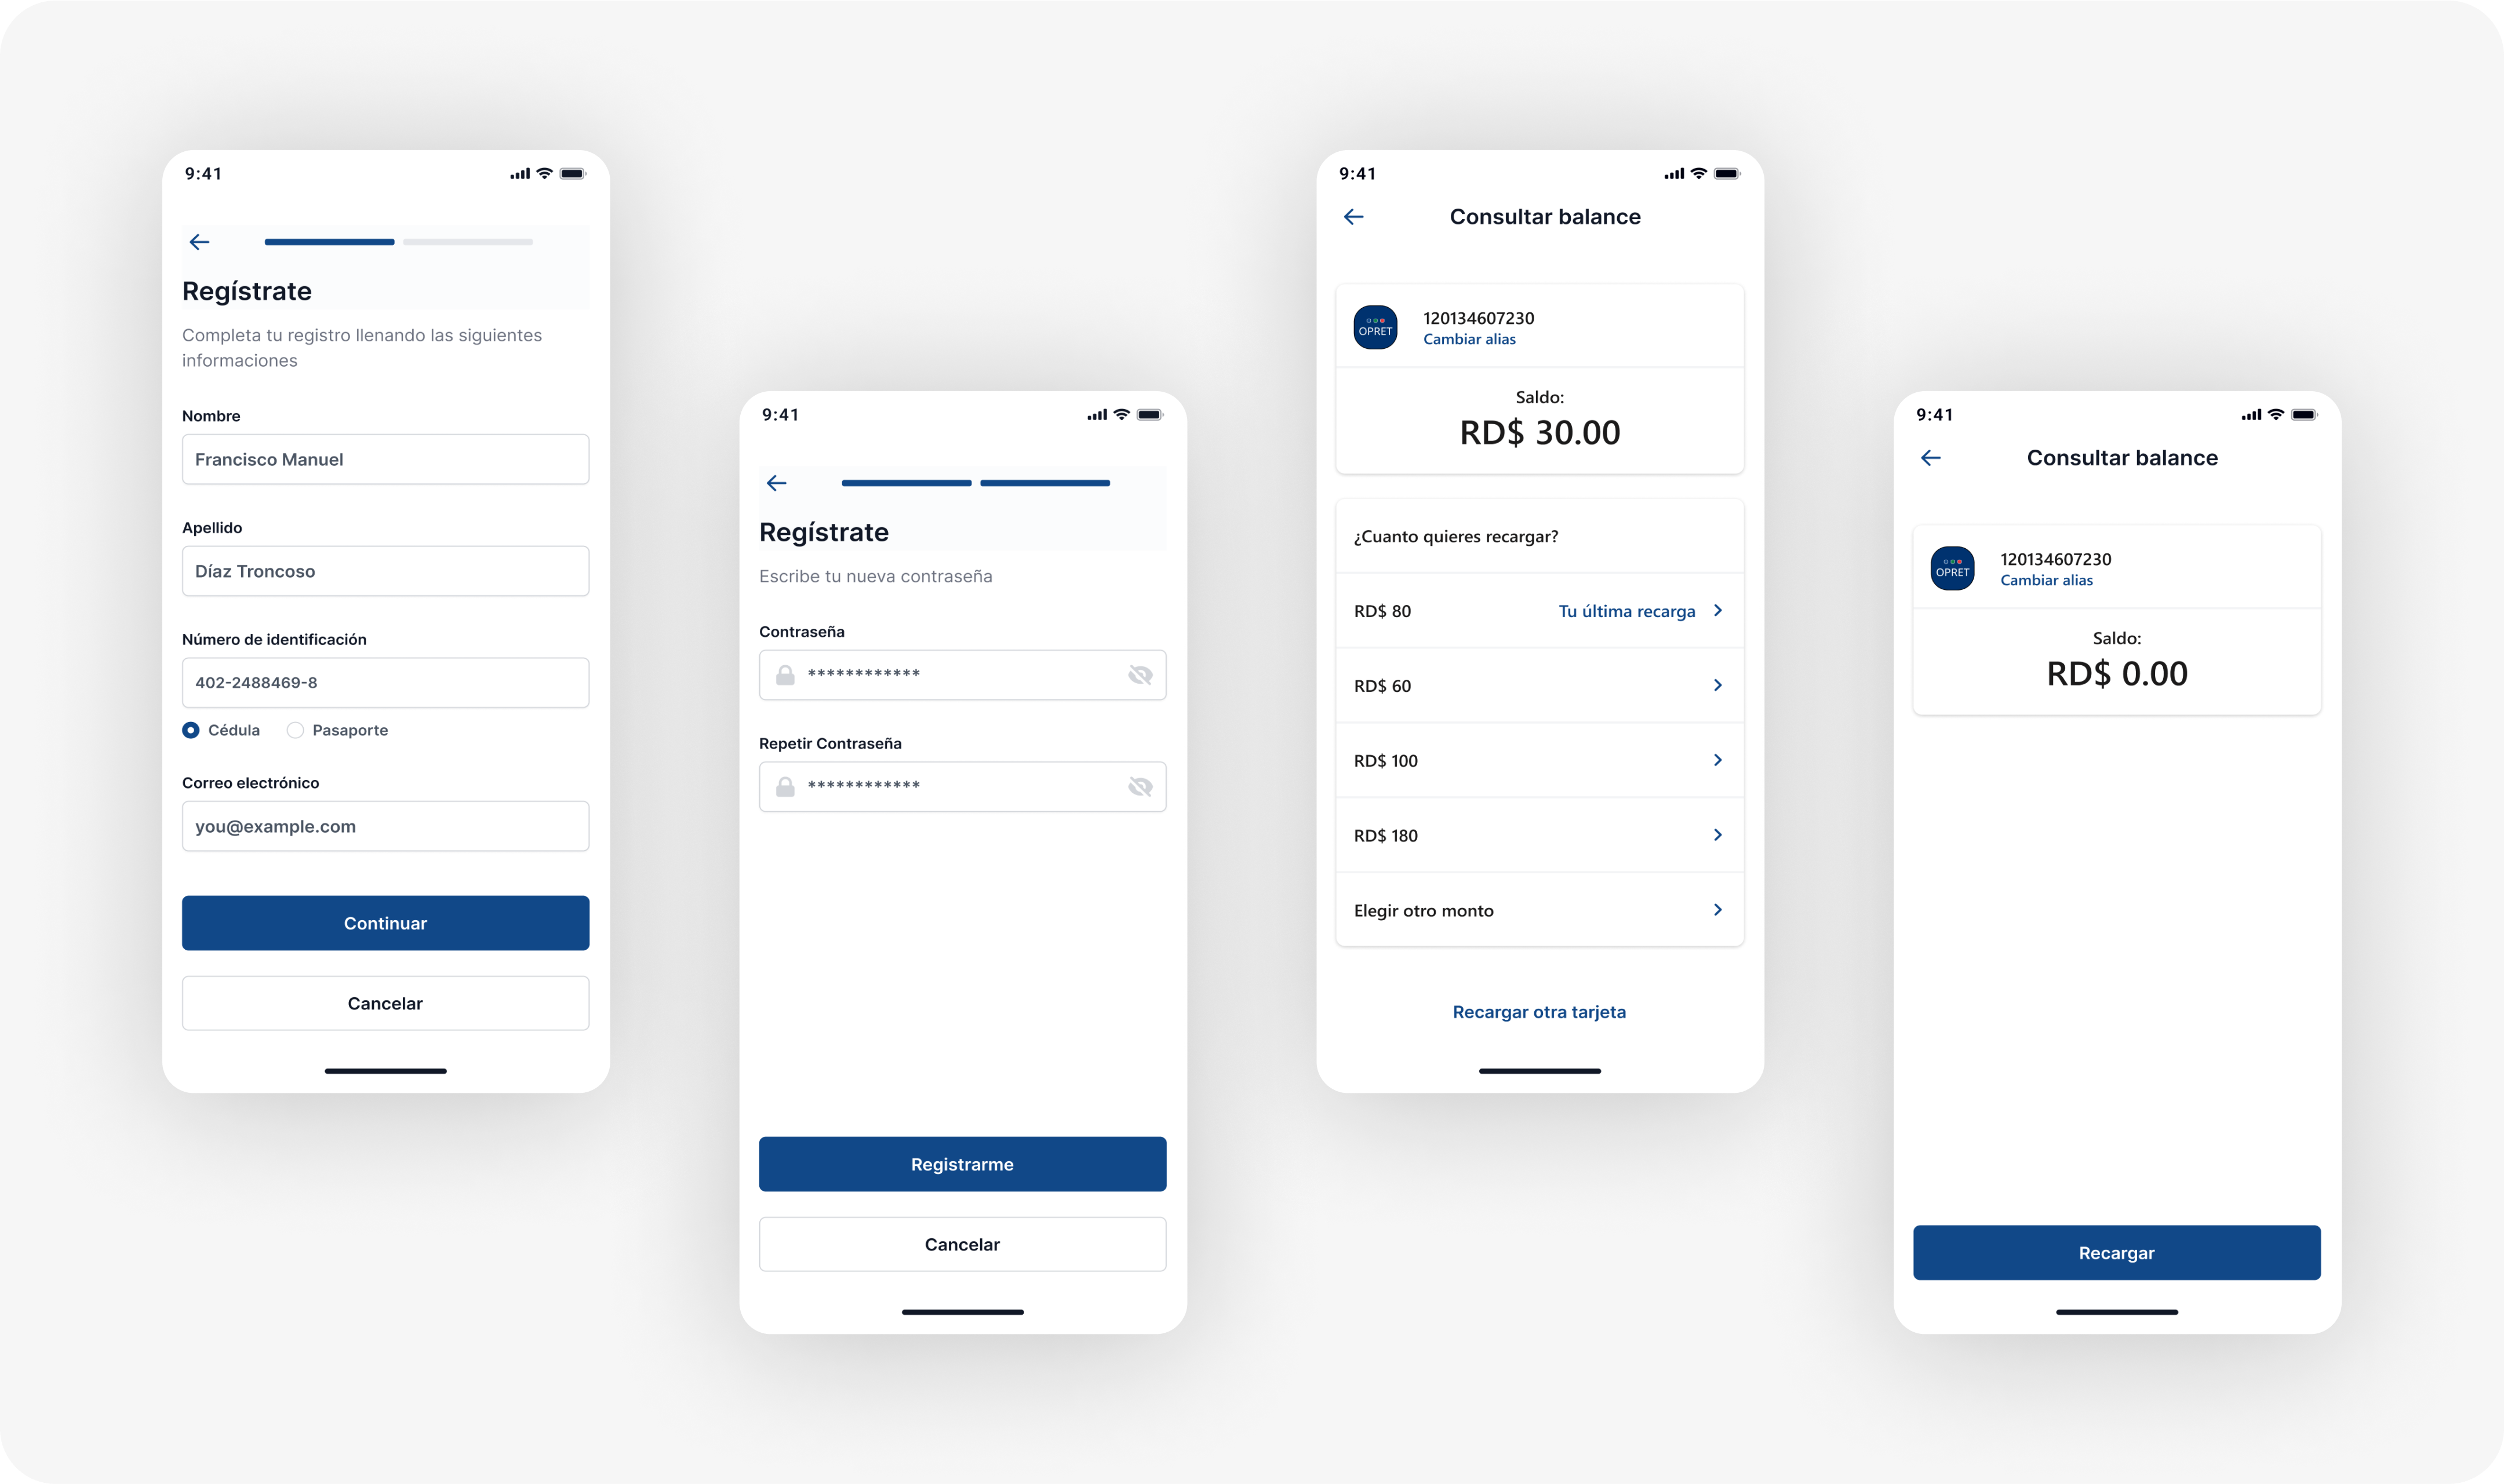 9:41
Regístrate
Completa tu registro llenando las siguientes
informaciones
Nombre
Francisco Manuel
Apellido
Díaz Troncoso
Número de identificación
402-2488469-8
Cédula
Pasaporte
Correo electrónico
you@example.com
Continuar
Cancelar
9:41
Regístrate
Escribe tu nueva contraseña
Contraseña
************
Repetir Contraseña
************
Registrarme
Cancelar
9:41
Consultar balance
OPRET
120134607230
Cambiar alias
Saldo:
RD$ 30.00
¿Cuanto quieres recargar?
RD$ 80 Tu última recarga
RD$ 60
RD$ 100
RD$ 180
Elegir otro monto
Recargar otra tarjeta
9:41
Consultar balance
OPRET
120134607230
Cambiar alias
Saldo:
RD$ 0.00
Recargar